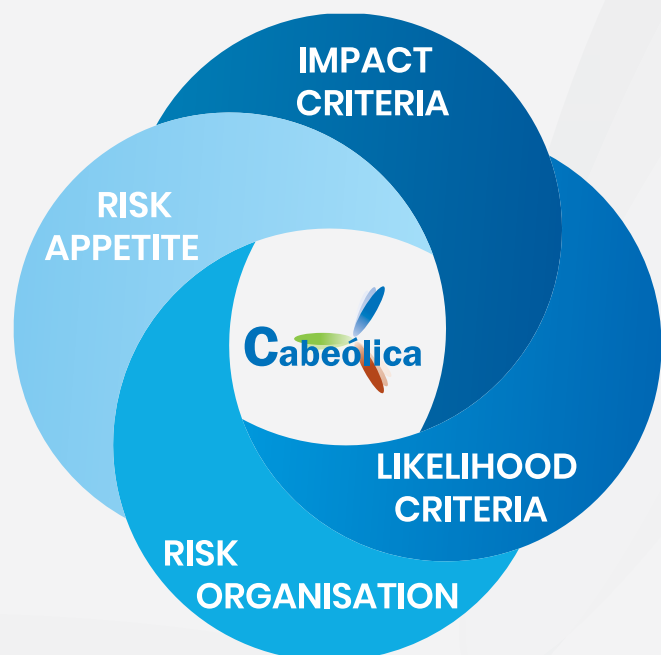 IMPACT
CRITERIA
RISK
APPETITE
Cabeólica
LIKELIHOOD
CRITERIA
RISK
ORGANISATION